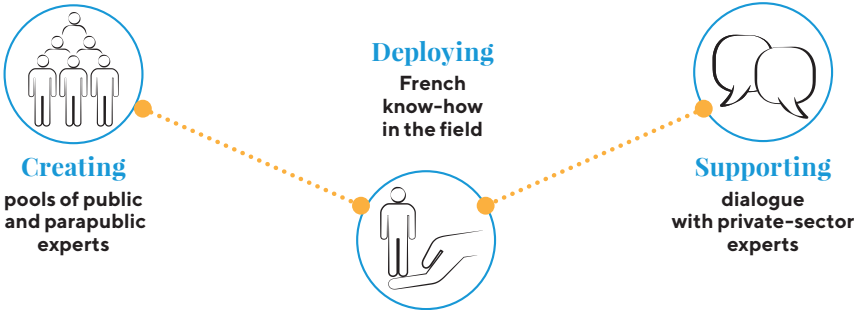 Creating
pools of public
and parapublic
experts
Deploying
French
know-how
in the field
Supporting
dialogue
with private-sector
experts